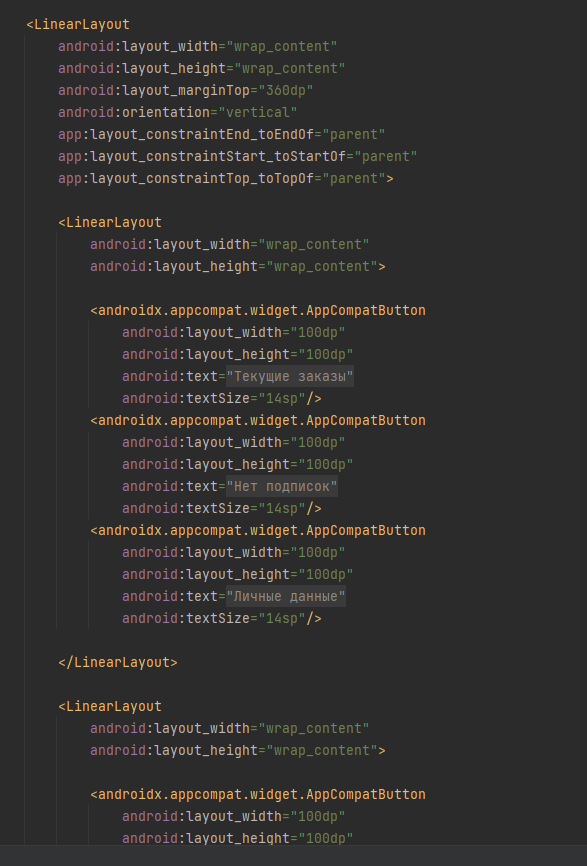 <LinearLayout
android:layout_width="wrap_content"
android:layout_height="wrap_content"
android:layout_marginTop="360dp"
android:orientation="vertical"
app:layout_constraintEnd_toEndOf="parent"
app:layout_constraintStart_toStartOf="parent"
app:layout_constraintTop_toTopOf="parent">
<LinearLayout
android:layout_width="wrap_content"
android:layout_height="wrap_content">
<androidx.appcompat.widget.AppCompatButton
android:layout_width="100dp"
android:layout_height="100dp"
android:text="Текущие заказы"
android:textSize="14sp"/>
<androidx.appcompat.widget.AppCompatButton
android:layout_width="100dp"
android:layout_height="100dp"
android:text="Нет подписок"
android:textSize="14sp"/>
<androidx.appcompat.widget.AppCompatButton
android:layout_width="100dp"
android:layout_height="100dp"
android:text="Личные данные"
android:textSize="14sp"/>
</LinearLayout>
<LinearLayout
android:layout_width="wrap_content"
android:layout_height="wrap_content">
<androidx.appcompat.widget.AppCompatButton
android:layout_width="100dp"
android:layout_height="100dp"